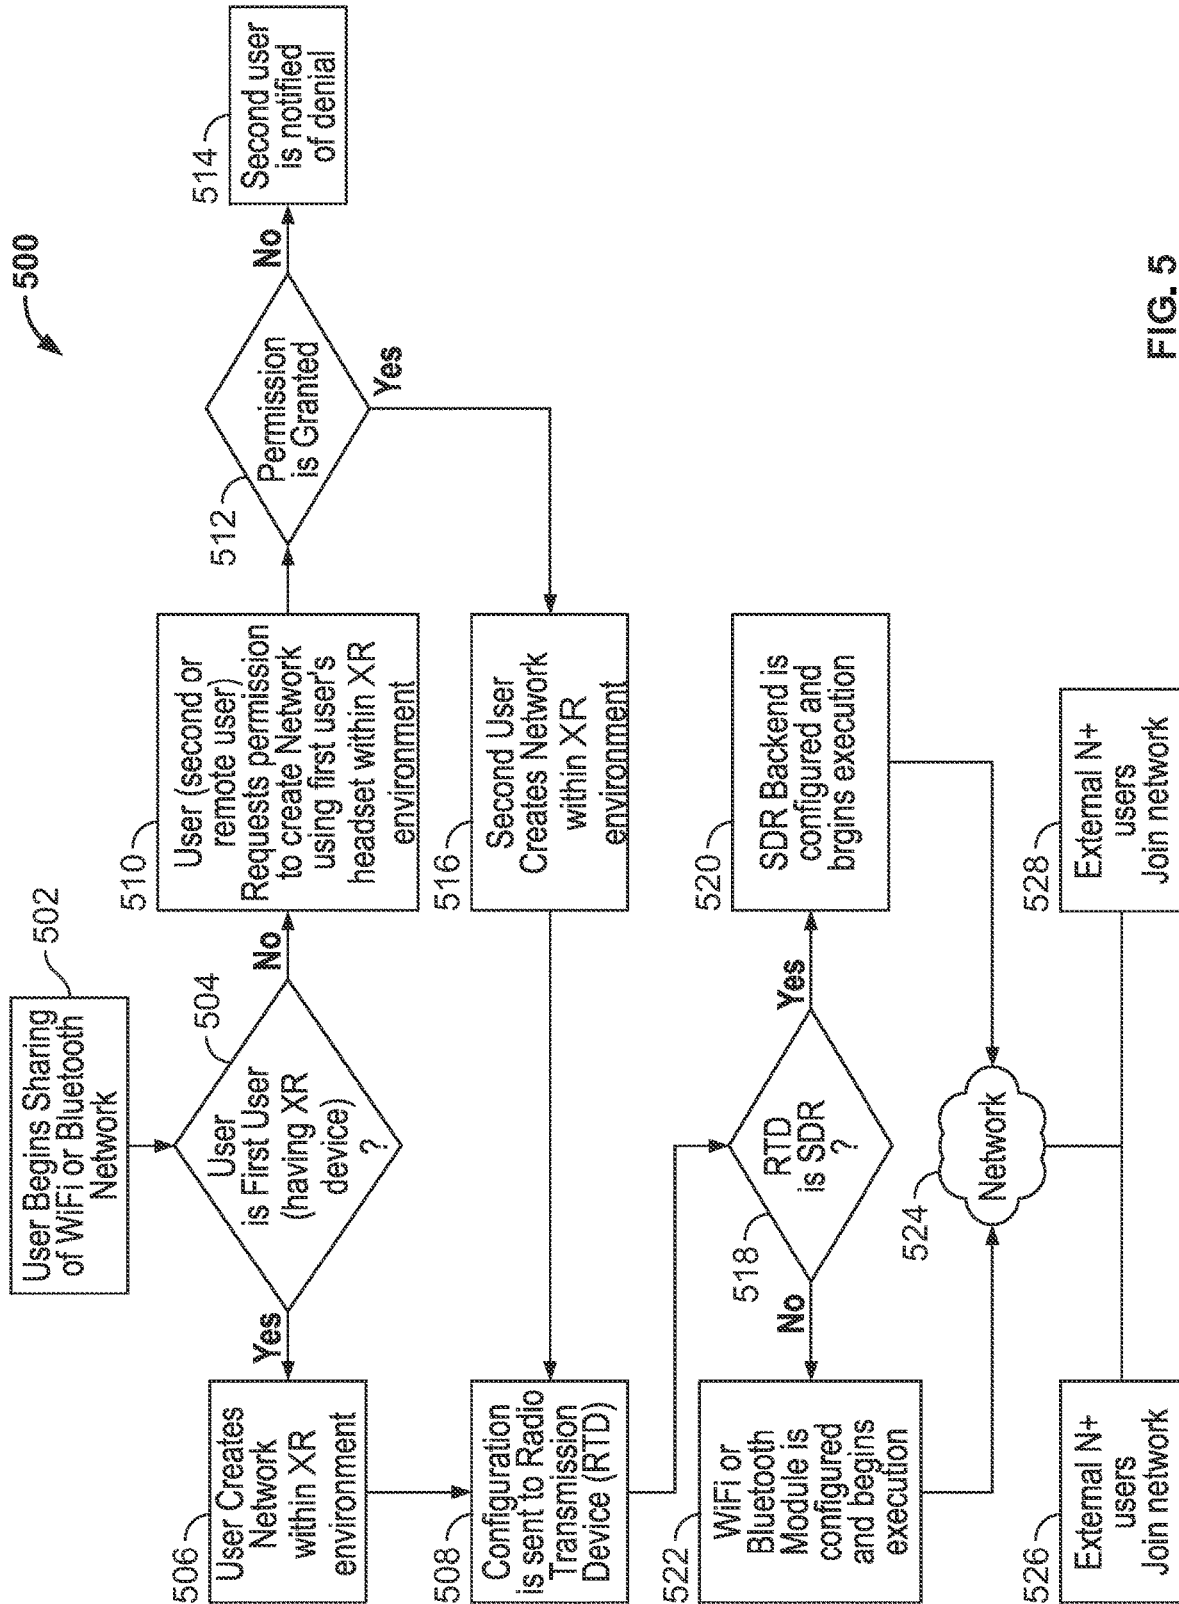 500
502
User Begins Sharing
of WiFi or Bluetooth
Network
504
User
is First User
(having XR
device)
?
Yes
No
506
User Creates
Network
within XR
environment
510
User (second or
remote user)
Requests permission
to create Network
using first user's
headset within XR
environment
512
Permission
is Granted
No
Yes
514
Second user
is notified
of denial
508
Configuration
is sent to Radio
Transmission
Device (RTD)
516
Second User
Creates Network
within XR
environment
518
RTD
is SDR
?
No
Yes
522
WiFi or
Bluetooth
Module is
configured
and begins
execution
520
SDR Backend is
configured and
brgins execution
524
Network
526
External N+
users
Join network
528
External N+
users
Join network
FIG. 5